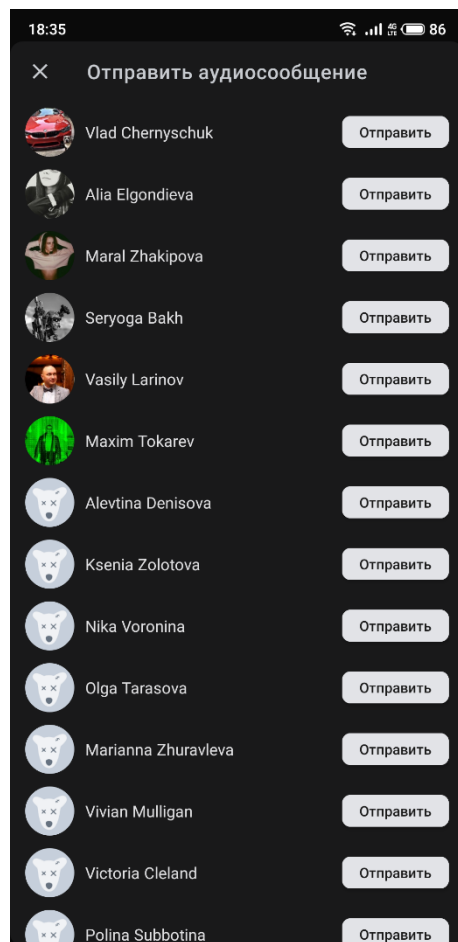 18:35
4G LTE 86
Отправить аудиосообщение
Vlad Chernyschuk Отправить
Alia Elgondieva Отправить
Maral Zhakipova Отправить
Seryoga Bakh Отправить
Vasily Larinov Отправить
Maxim Tokarev Отправить
Alevtina Denisova Отправить
Ksenia Zolotova Отправить
Nika Voronina Отправить
Olga Tarasova Отправить
Marianna Zhuravleva Отправить
Vivian Mulligan Отправить
Victoria Cleland Отправить
Polina Subbotina Отправить